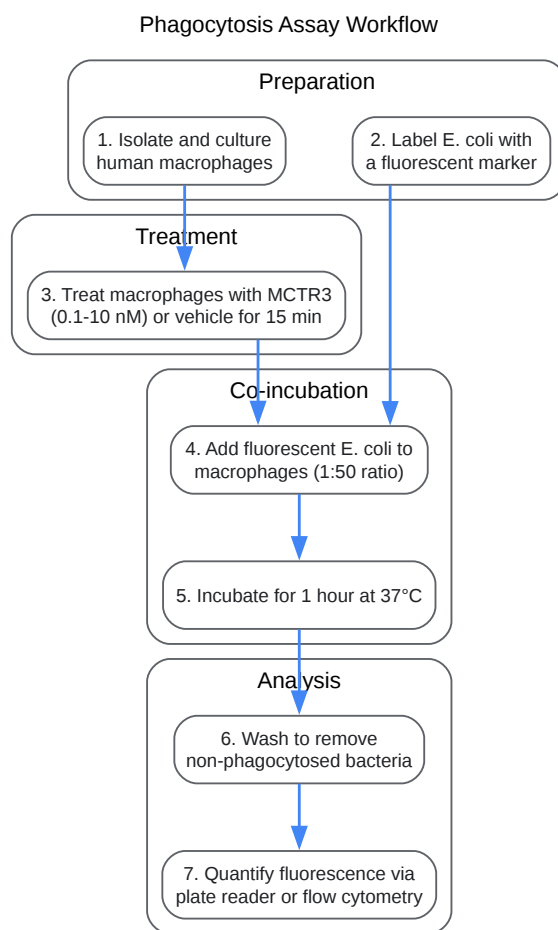 Phagocytosis Assay Workflow
Preparation
1. Isolate and culture
human macrophages
2. Label E. coli with
a fluorescent marker
Treatment
3. Treat macrophages with MCTR3
(0.1-10 nM) or vehicle for 15 min
Co-incubation
4. Add fluorescent E. coli to
macrophages (1:50 ratio)
5. Incubate for 1 hour at 37°C
Analysis
6. Wash to remove
non-phagocytosed bacteria
7. Quantify fluorescence via
plate reader or flow cytometry